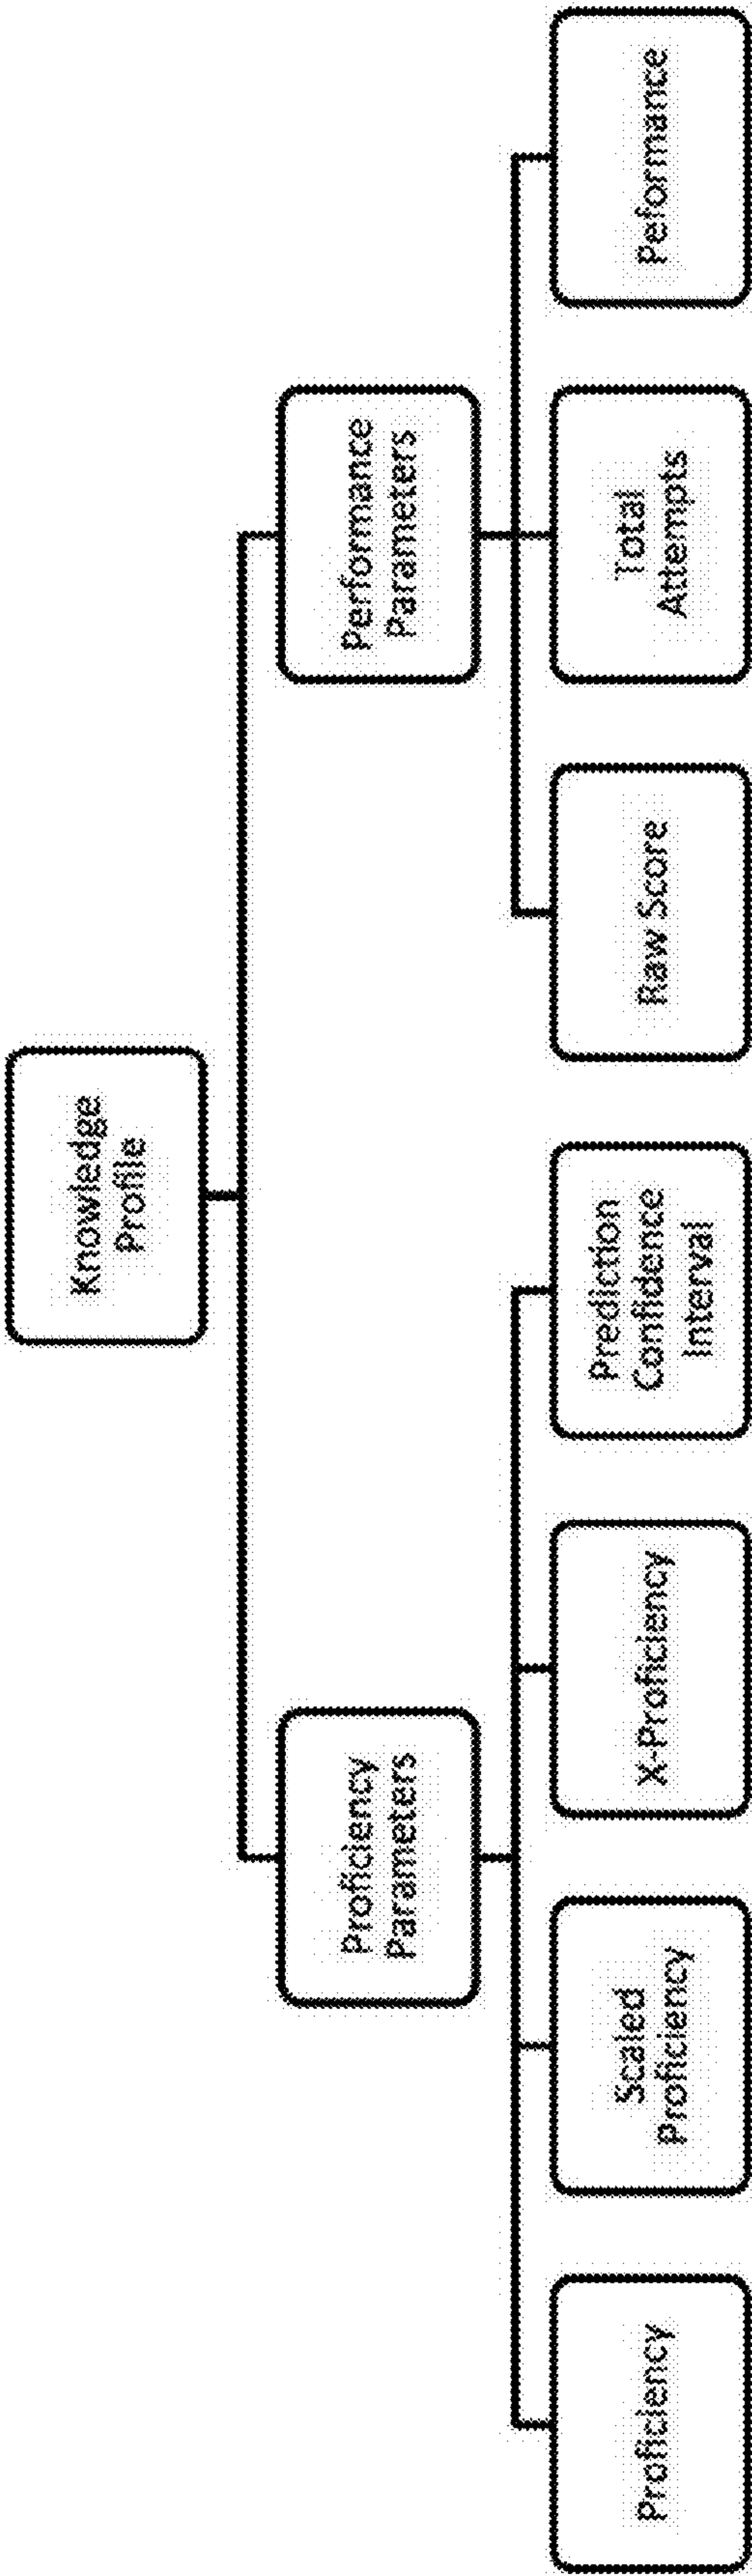 Knowledge
Profile
Proficiency
Parameters
Performance
Parameters
Proficiency
Scaled
Proficiency
X-Proficiency
Prediction
Confidence
Interval
Raw Score
Total
Attempts
Peformance